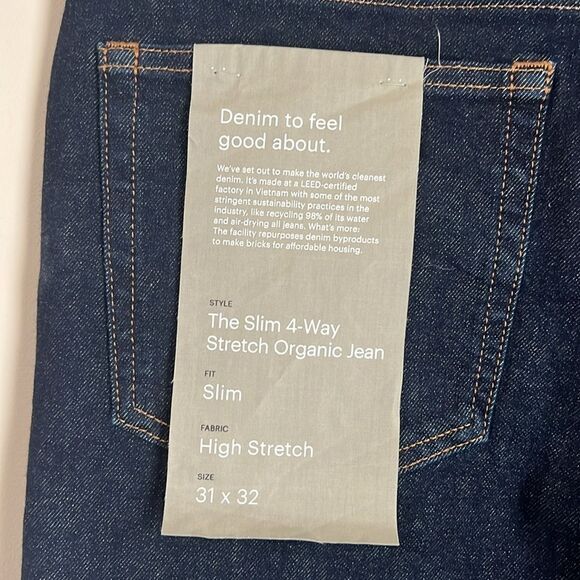 Denim to feel
good about.
We've set out to make the world's cleanest
denim. It's made at a LEED-certified
factory in Vietnam with some of the most
stringent sustainability practices in the
industry, like recycling 98% of its water
and air-drying all jeans. What's more:
The facility repurposes denim byproducts
to make bricks for affordable housing.
STYLE
The Slim 4-Way
Stretch Organic Jean
FIT
Slim
FABRIC
High Stretch
SIZE
31 x 32